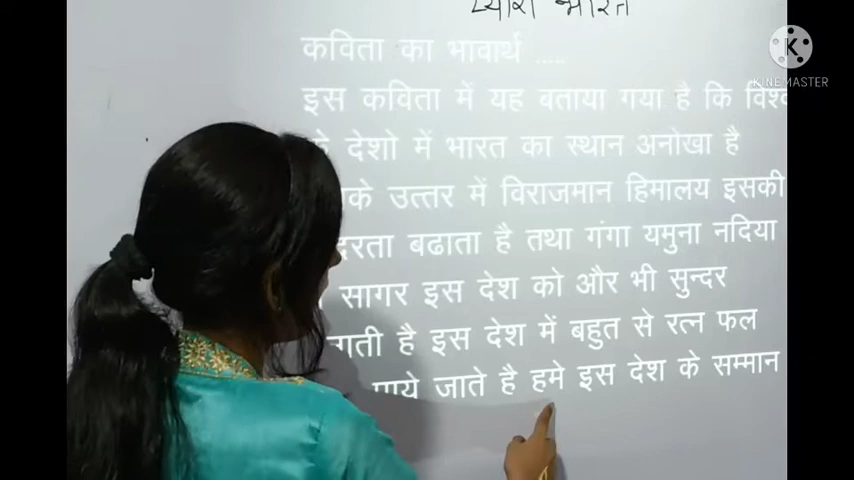 प्यारा भारत
कविता का भावार्थ ....
इस कविता में यह बताया गया है कि
देशो में भारत का स्थान अनोखा है
उत्तर में विराजमान हिमालय इसकी
बढाता है तथा गंगा यमुना नदिया
सागर इस देश को और भी सुन्दर
है इस देश में बहुत से रत्न फल
जाते है हमे इस देश के सम्मान
K
KINEMASTER